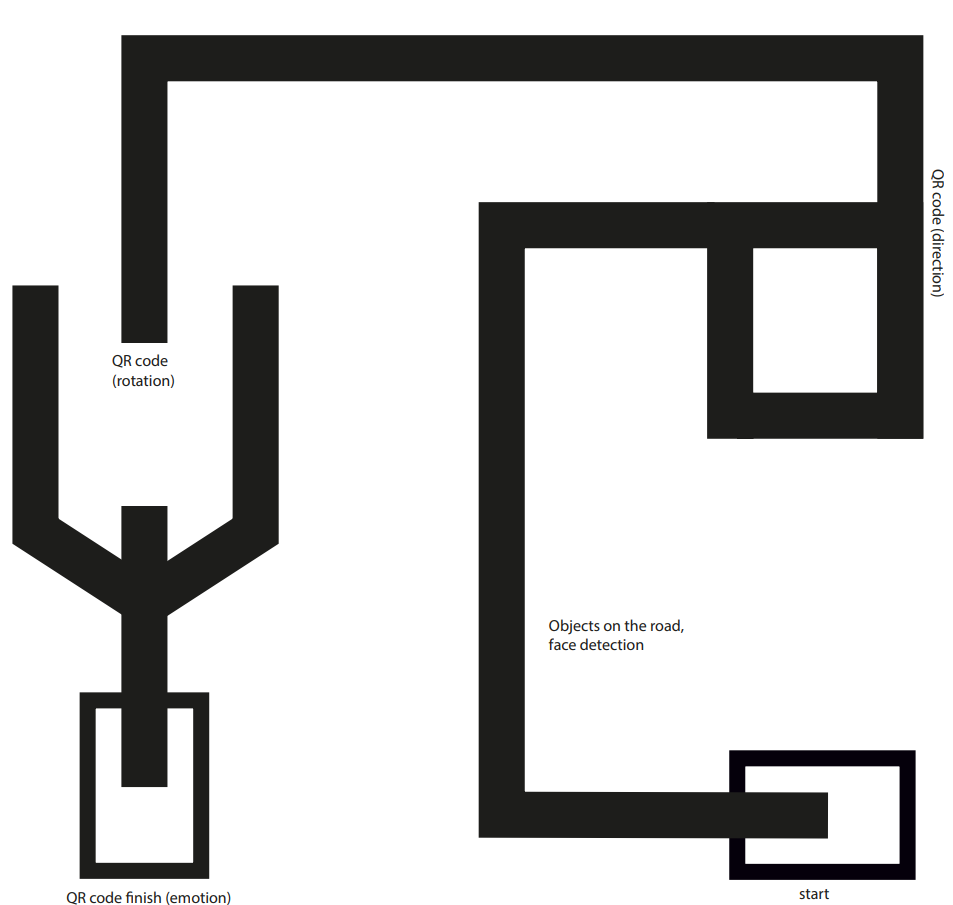 QR code (direction)
QR code
(rotation)
Objects on the road,
face detection
start
QR code finish (emotion)